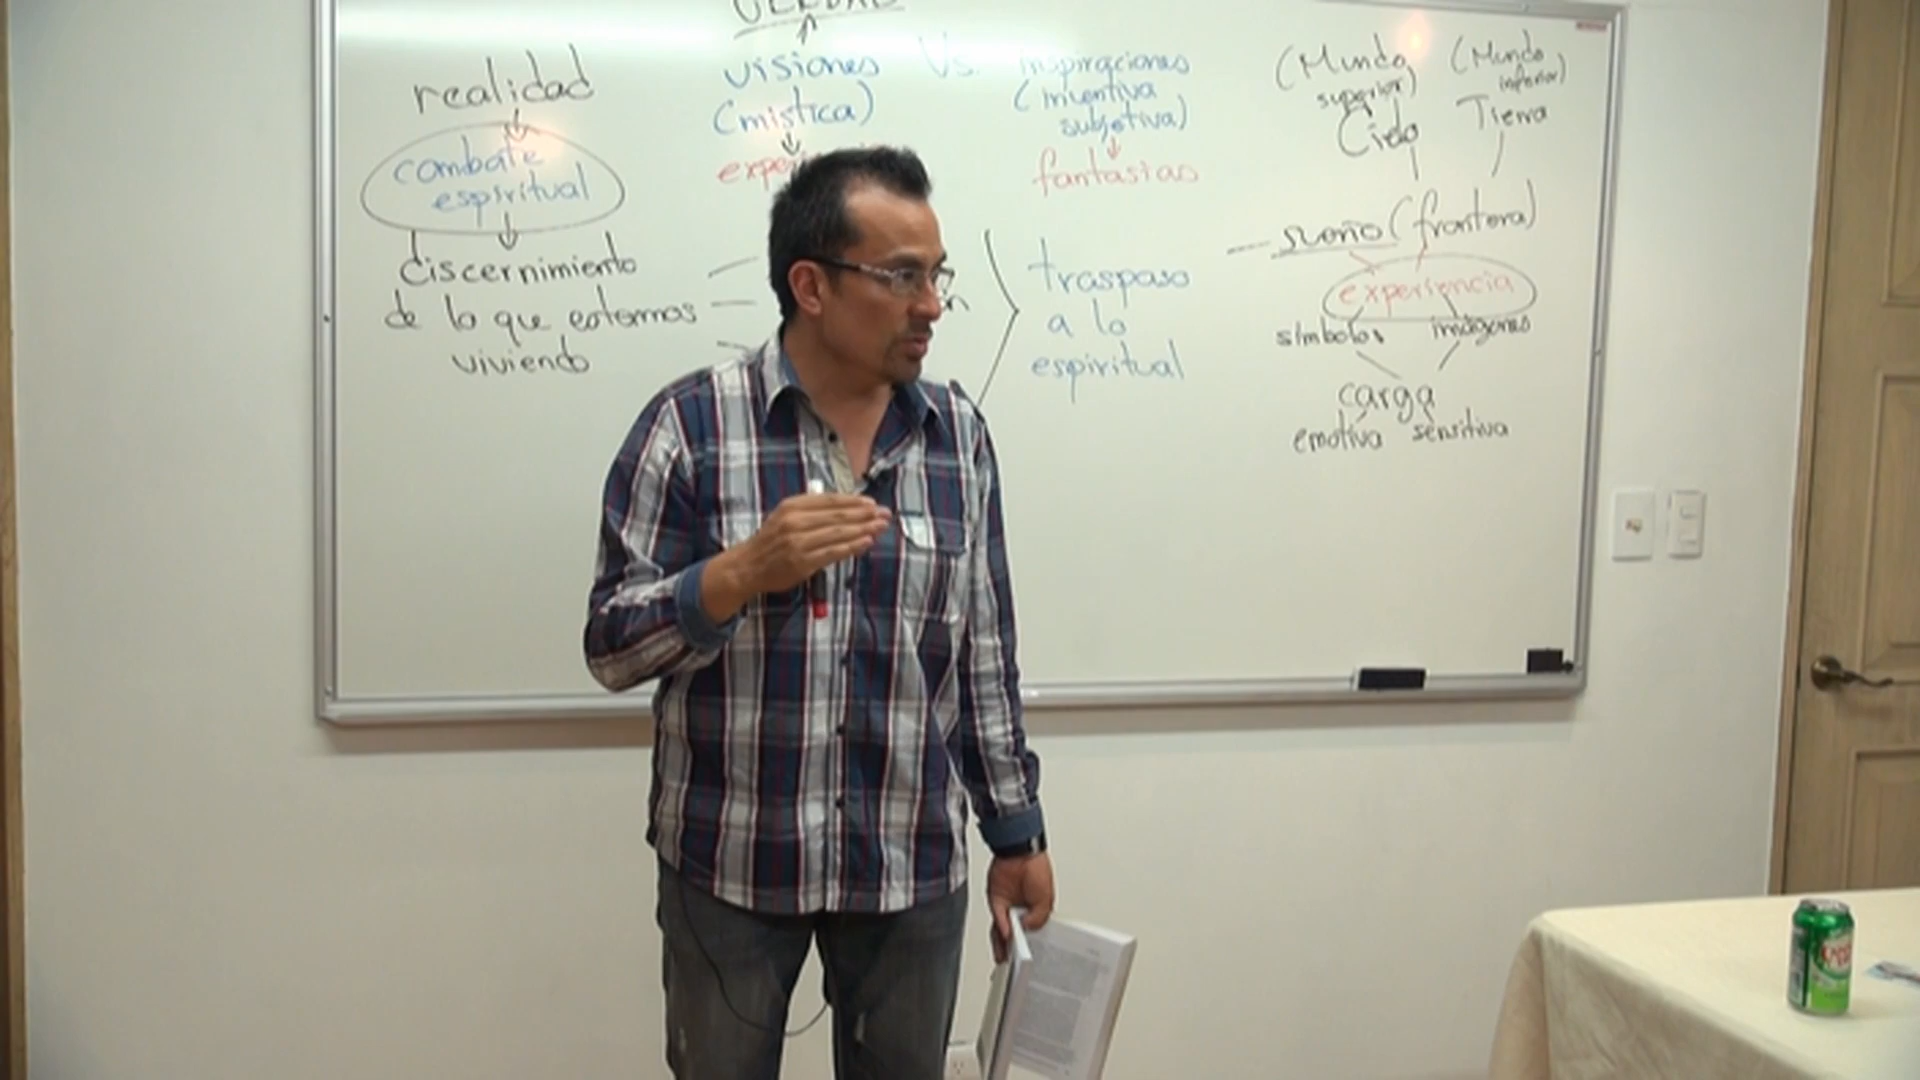 VERDAD
realidad
combate
espiritual
discernimiento
de lo que estamos
viviendo
visiones
(mística)
Vs.
inspiraciones
(inventiva
subjetiva)
fantasías
traspaso
a lo
espiritual
(Mundo
superior)
Cielo
(Mundo
inferior)
Tierra
sueño (frontera)
experiencia
símbolos imágenes
carga
emotiva sensitiva